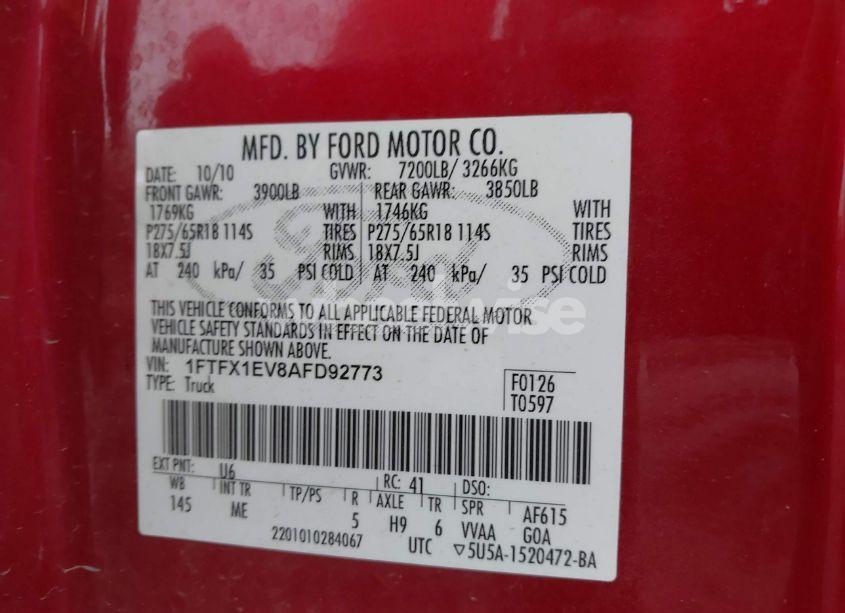 MFD. BY FORD MOTOR CO.
DATE: 10/10 GVWR: 7200LB/ 3266KG
FRONT GAWR: 3900LB REAR GAWR: 3850LB
1769KG WITH 1746KG WITH
P275/65R18 114S TIRES P275/65R18 114S TIRES
18X7.5J RIMS 18X7.5J RIMS
AT 240 kPa/ 35 PSI COLD AT 240 kPa/ 35 PSI COLD
THIS VEHICLE CONFORMS TO ALL APPLICABLE FEDERAL MOTOR
VEHICLE SAFETY STANDARDS IN EFFECT ON THE DATE OF
MANUFACTURE SHOWN ABOVE.
VIN: 1FTFX1EV8AFD92773
TYPE: Truck
F0126
T0597
EXT PNT: U6 RC: 41 DSO:
WB INT TR TP/PS R AXLE TR SPR AF615
145 ME 5 H9 6 VVAA GOA
2201010284067 UTC ▽5U5A-1520472-BA